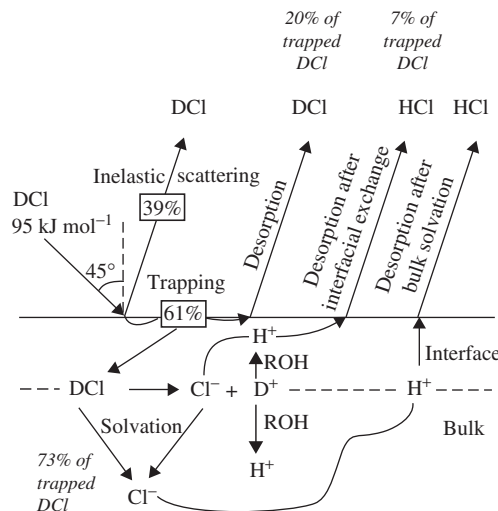 20% of
trapped
DCl
7% of
trapped
DCl
DCl
DCl
HCl
HCl
Inelastic scattering
39%
DCl
95 kJ mol⁻¹
45°
Trapping
61%
Desorption
Desorption after
interfacial exchange
Desorption after
bulk solvation
H⁺
ROH
Interface
DCl
Cl⁻ + D⁺
H⁺
Solvation
ROH
Bulk
73% of
trapped
DCl
Cl⁻
H⁺